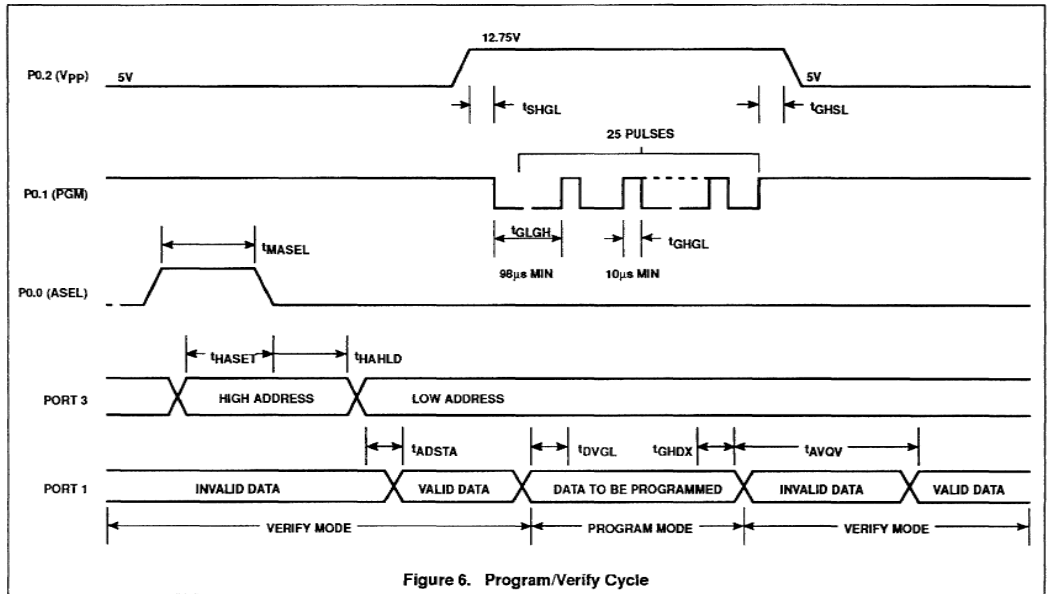 12.75V
P0.2 (VPP)
5V
5V
tSHGL
tGHSL
25 PULSES
P0.1 (PGM)
tGLGH
tGHGL
tMASEL
98µs MIN
10µs MIN
P0.0 (ASEL)
tHASET
tHAHLD
PORT 3
HIGH ADDRESS
LOW ADDRESS
tADSTA
tDVGL
tGHDX
tAVQV
PORT 1
INVALID DATA
VALID DATA
DATA TO BE PROGRAMMED
INVALID DATA
VALID DATA
VERIFY MODE
PROGRAM MODE
VERIFY MODE
Figure 6. Program/Verify Cycle